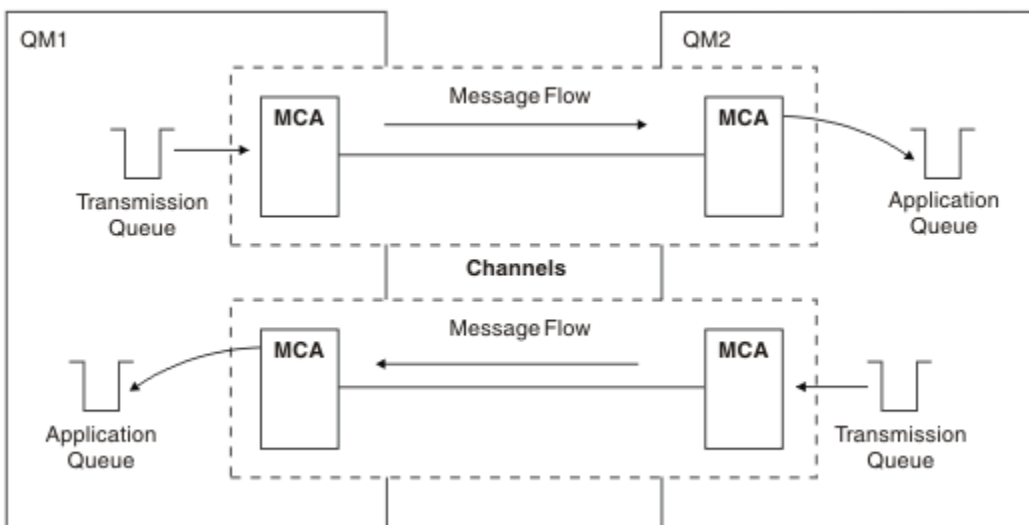 QM1
QM2
Message Flow
MCA
MCA
Transmission
Queue
Application
Queue
Channels
Message Flow
MCA
MCA
Application
Queue
Transmission
Queue